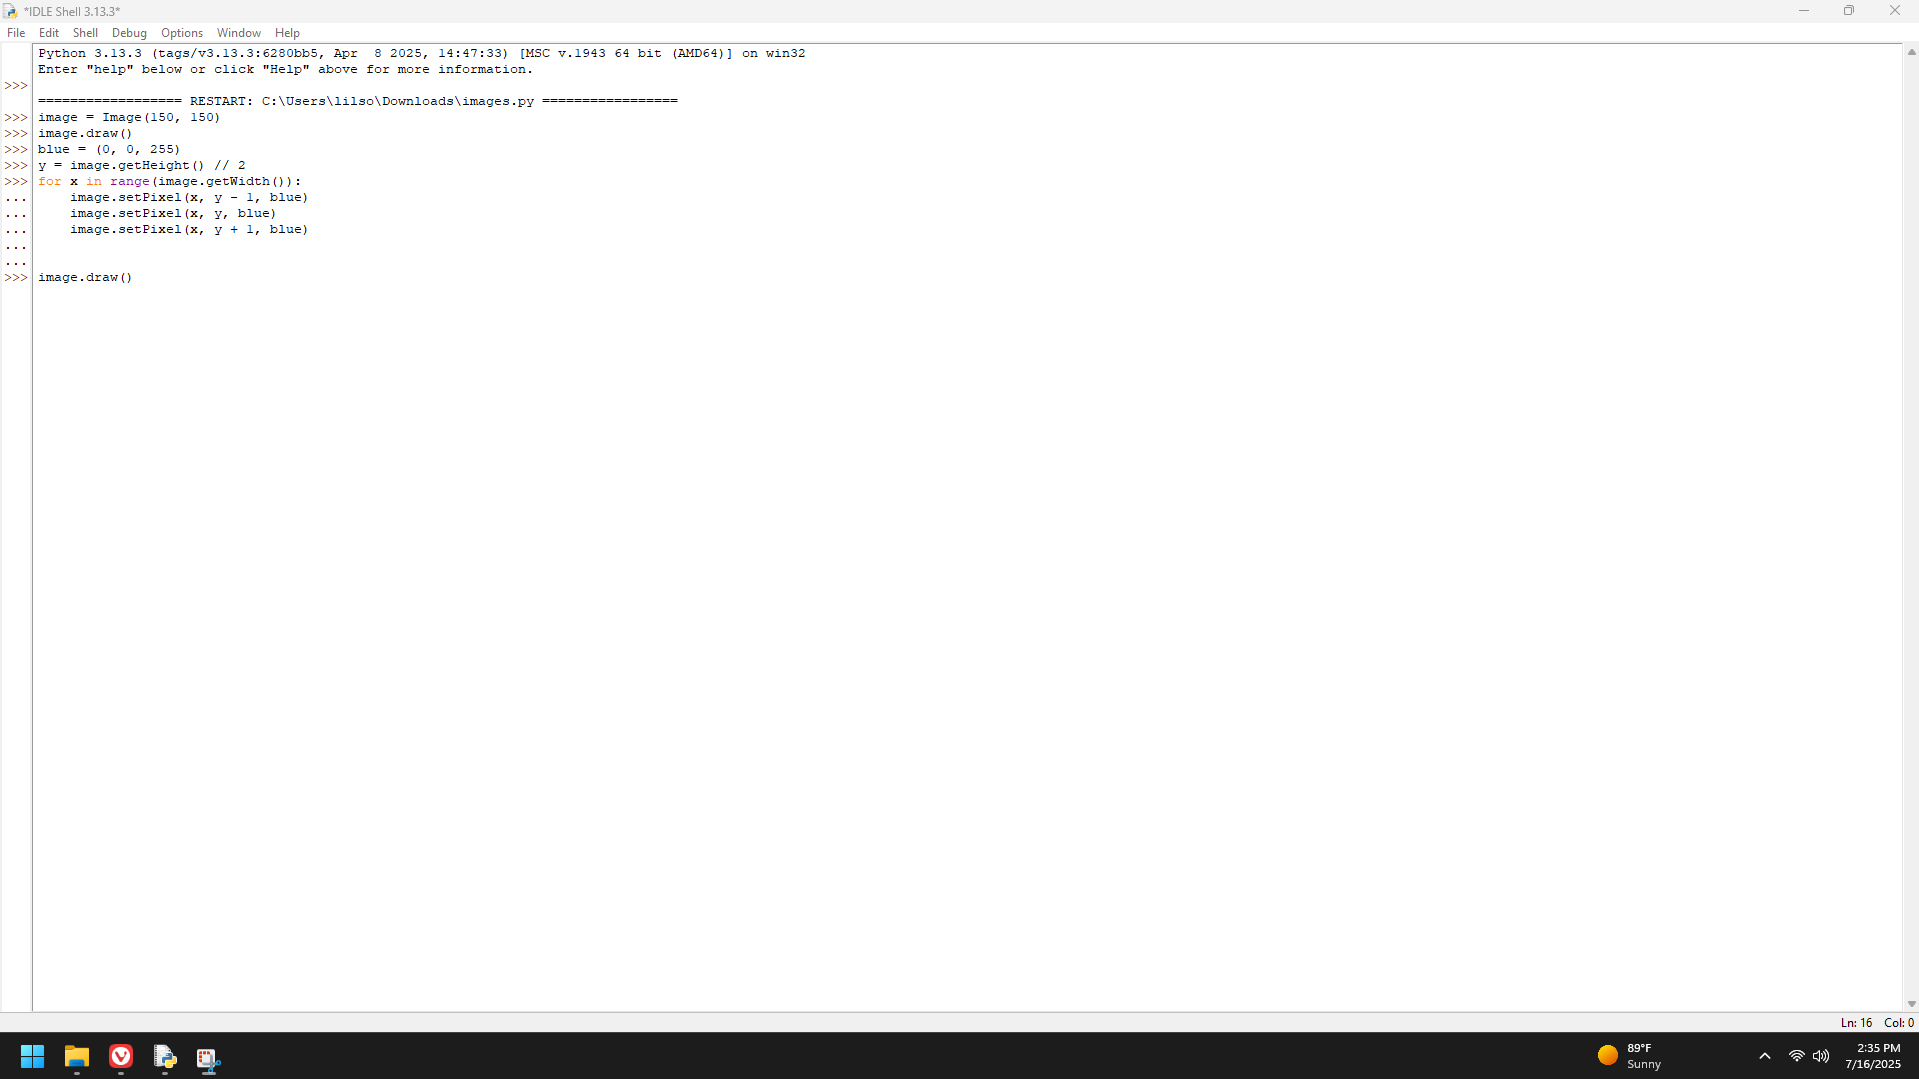 *IDLE Shell 3.13.3*
File Edit Shell Debug Options Window Help
Python 3.13.3 (tags/v3.13.3:6280bb5, Apr  8 2025, 14:47:33) [MSC v.1943 64 bit (AMD64)] on win32
Enter "help" below or click "Help" above for more information.
>>>
================== RESTART: C:\Users\lilso\Downloads\images.py =================
>>> image = Image(150, 150)
>>> image.draw()
>>> blue = (0, 0, 255)
>>> y = image.getHeight() // 2
>>> for x in range(image.getWidth()):
...     image.setPixel(x, y - 1, blue)
...     image.setPixel(x, y, blue)
...     image.setPixel(x, y + 1, blue)
...
...
>>> image.draw()
Ln: 16 Col: 0
89°F
Sunny
2:35 PM
7/16/2025